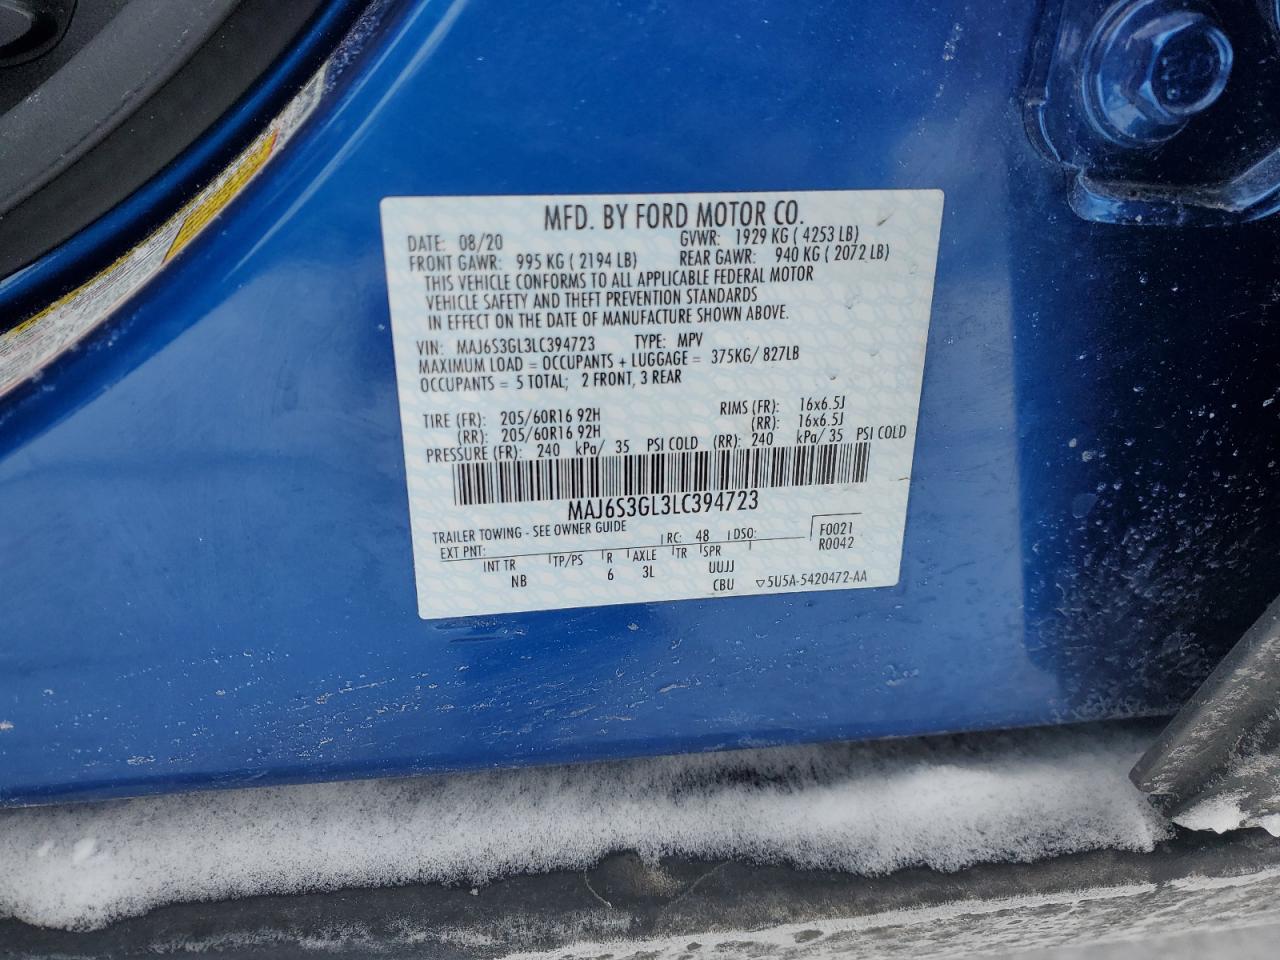 MFD. BY FORD MOTOR CO.
DATE: 08/20 GVWR: 1929 KG ( 4253 LB)
FRONT GAWR: 995 KG ( 2194 LB) REAR GAWR: 940 KG ( 2072 LB)
THIS VEHICLE CONFORMS TO ALL APPLICABLE FEDERAL MOTOR
VEHICLE SAFETY AND THEFT PREVENTION STANDARDS
IN EFFECT ON THE DATE OF MANUFACTURE SHOWN ABOVE.
VIN: MAJ6S3GL3LC394723 TYPE: MPV
MAXIMUM LOAD = OCCUPANTS + LUGGAGE = 375KG/ 827LB
OCCUPANTS = 5 TOTAL; 2 FRONT, 3 REAR
TIRE (FR): 205/60R16 92H RIMS (FR): 16x6.5J
(RR): 205/60R16 92H (RR): 16x6.5J
PRESSURE (FR): 240 kPa/ 35 PSI COLD (RR): 240 kPa/ 35 PSI COLD
MAJ6S3GL3LC394723
TRAILER TOWING - SEE OWNER GUIDE
EXT PNT: RC: 48 DSO: F0021
R0042
INT TR TP/PS R AXLE TR SPR
NB 6 3L UUJJ
CBU ▽5U5A-5420472-AA